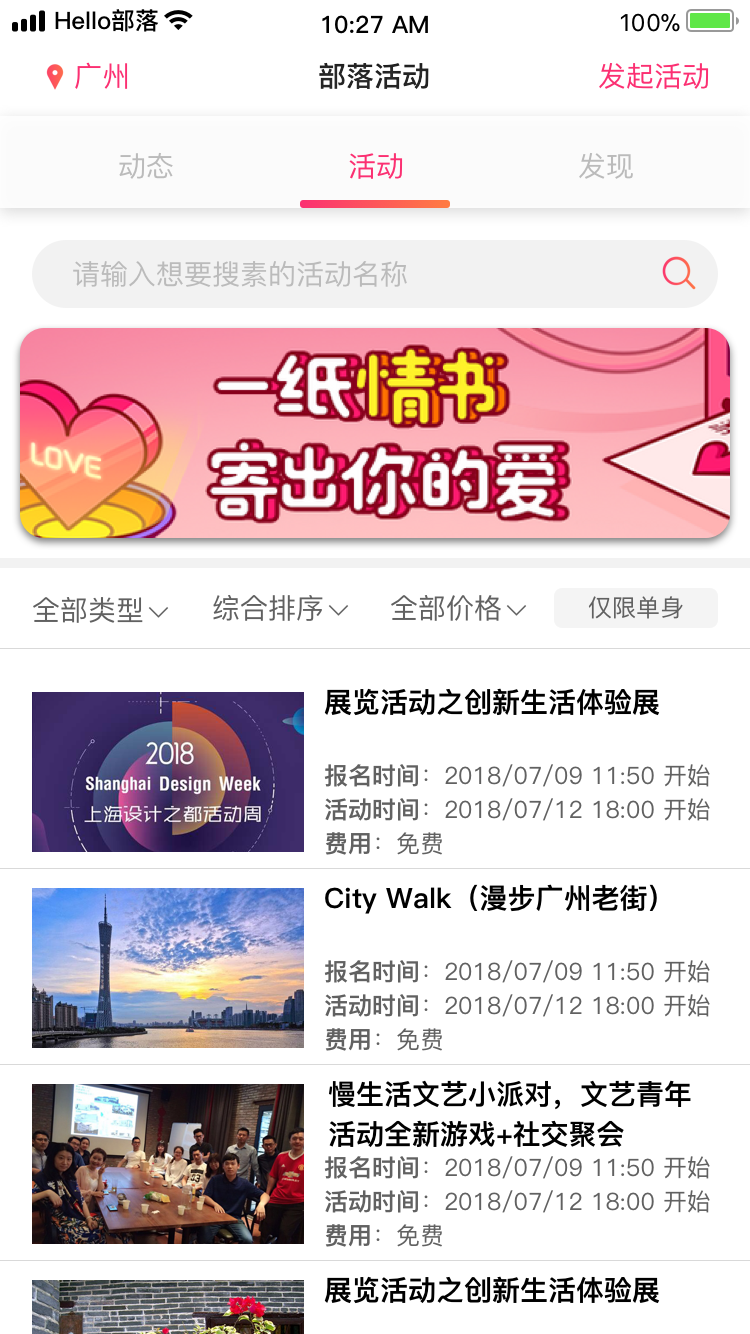 Hello部落 10:27 AM 100%
广州 部落活动 发起活动
动态 活动 发现
请输入想要搜素的活动名称
一纸情书
寄出你的爱
LOVE
全部类型 综合排序 全部价格 仅限单身
2018
Shanghai Design Week
上海设计之都活动周
展览活动之创新生活体验展
报名时间：2018/07/09 11:50 开始
活动时间：2018/07/12 18:00 开始
费用：免费
City Walk（漫步广州老街）
报名时间：2018/07/09 11:50 开始
活动时间：2018/07/12 18:00 开始
费用：免费
慢生活文艺小派对，文艺青年
活动全新游戏+社交聚会
报名时间：2018/07/09 11:50 开始
活动时间：2018/07/12 18:00 开始
费用：免费
展览活动之创新生活体验展